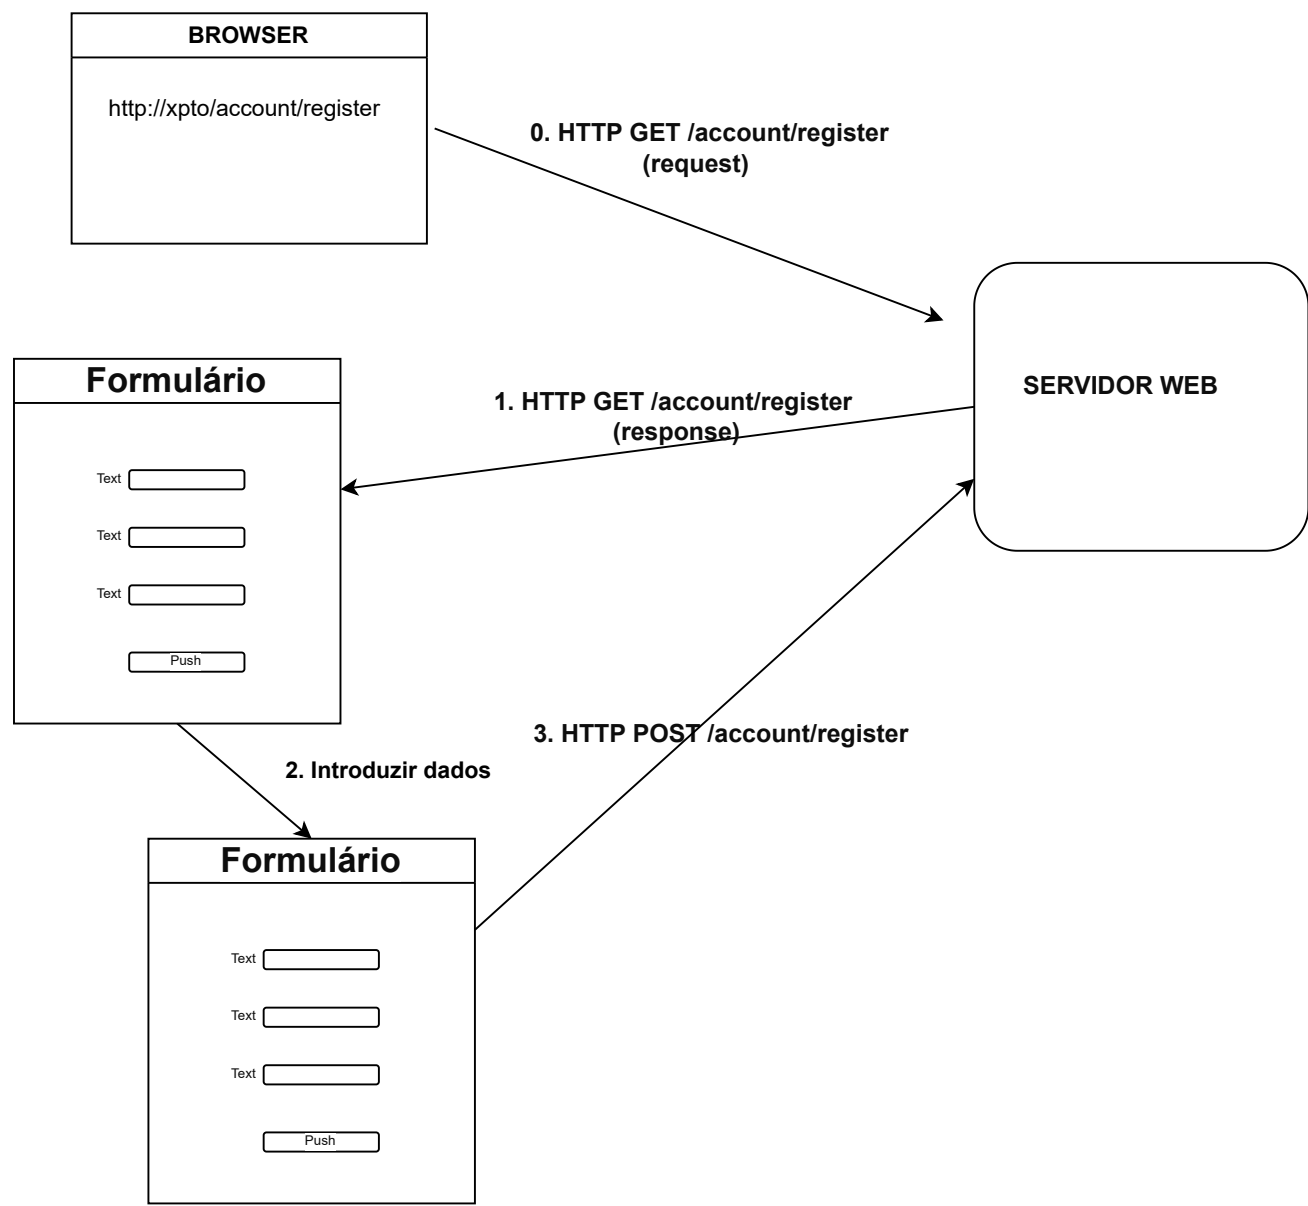 BROWSER
http://xpto/account/register
0. HTTP GET /account/register
(request)
SERVIDOR WEB
Formulário
1. HTTP GET /account/register
(response)
Text
Text
Text
Push
3. HTTP POST /account/register
2. Introduzir dados
Formulário
Text
Text
Text
Push